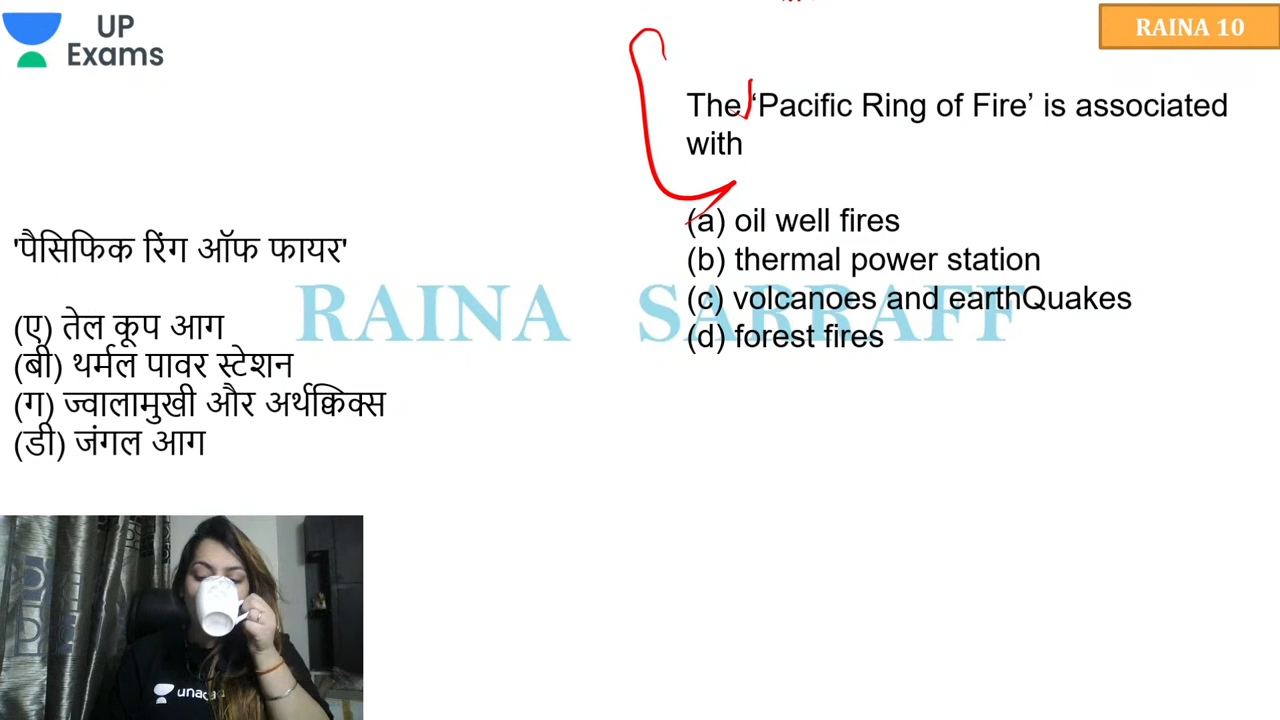 UP
Exams
RAINA 10
The 'Pacific Ring of Fire' is associated
with
(a) oil well fires
(b) thermal power station
(c) volcanoes and earthQuakes
(d) forest fires
'पैसिफिक रिंग ऑफ फायर'
(ए) तेल कूप आग
(बी) थर्मल पावर स्टेशन
(ग) ज्वालामुखी और अर्थक्विक्स
(डी) जंगल आग
RAINA SARRAFF